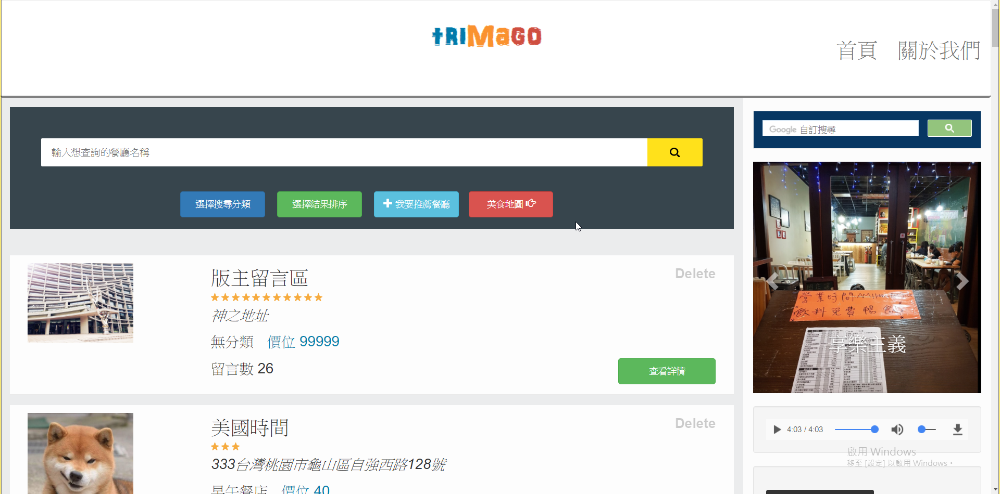 tRIMaGO
首頁 關於我們
輸入想查詢的餐廳名稱
選擇搜尋分類 選擇結果排序 我要推薦餐廳 美食地圖
版主留言區
Delete
神之地址
無分類 價位 99999
留言數 26
查看詳情
美國時間
Delete
333台灣桃園市龜山區自強西路128號
早午餐店 價位 40
Google 自訂搜尋
營業時間:AM11
飲料免費暢飲
享樂主義
4:03 / 4:03
啟用 Windows
移至 [設定] 以啟用 Windows。